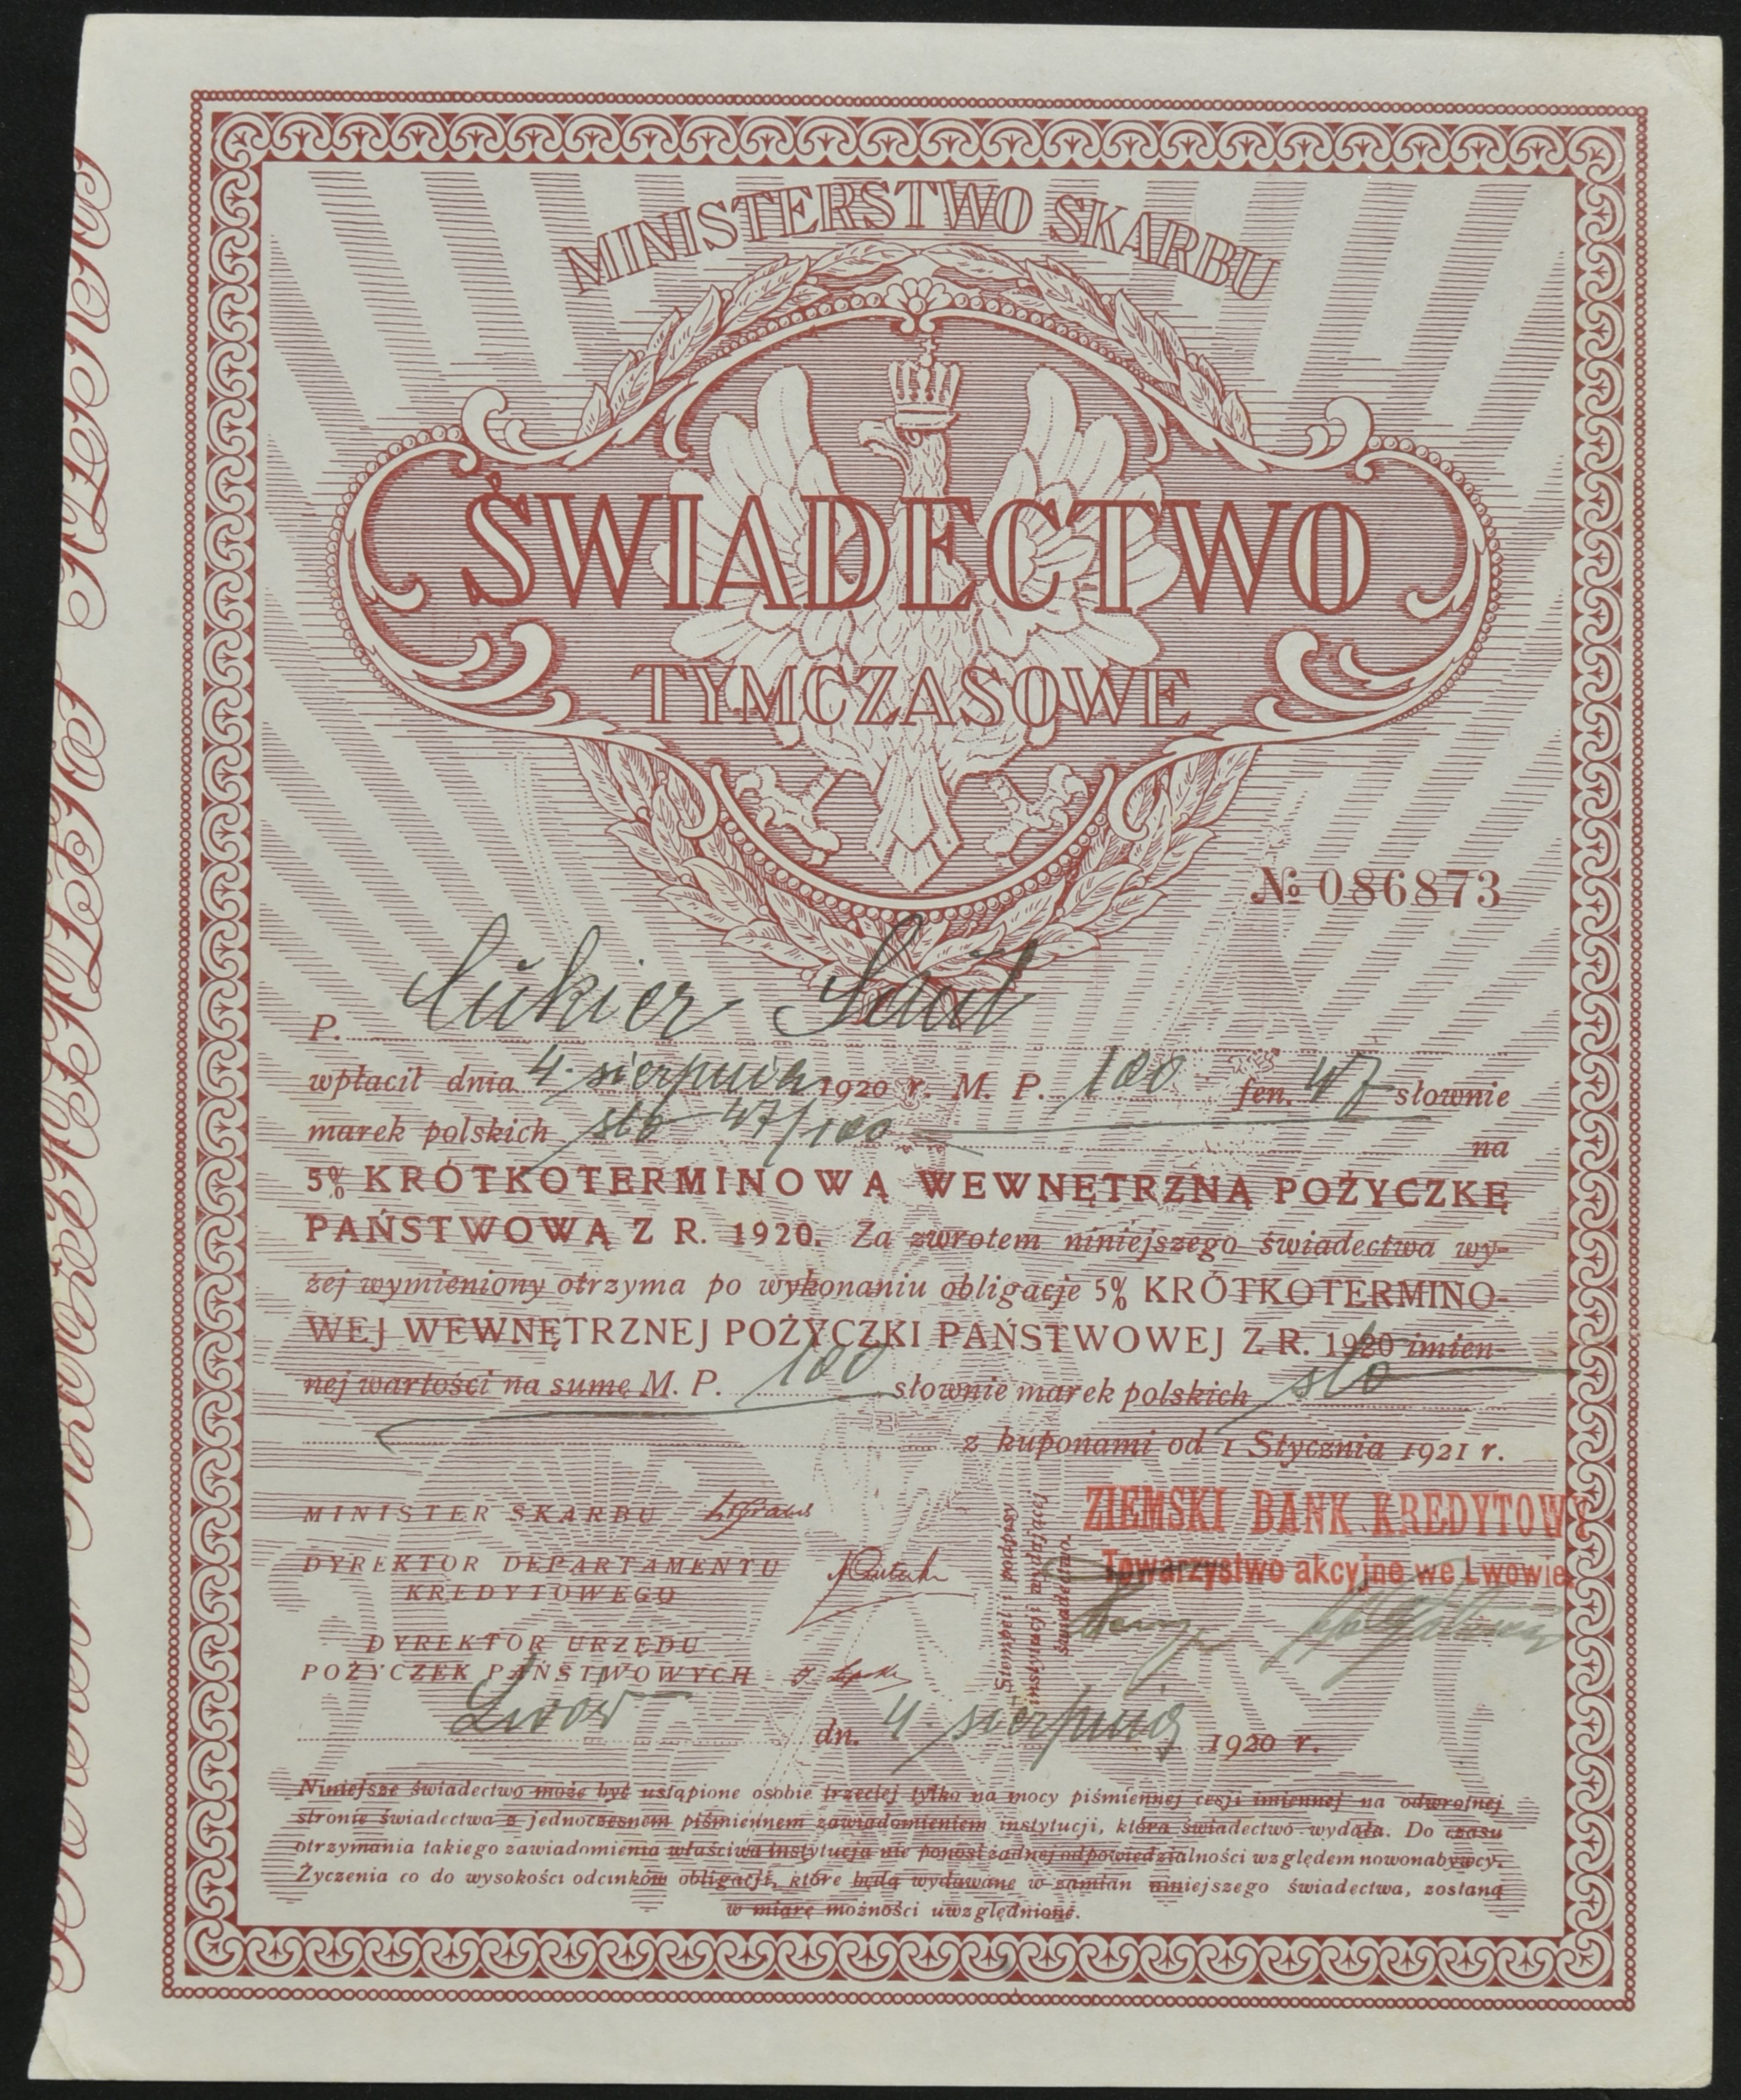 MINISTERSTWO SKARBU
ŚWIADECTWO
TYMCZASOWE
№ 086873
P. Cukier Saul
wpłacił dnia 4. sierpnia 1920 r. M. P. 100 fen. 47 słownie
marek polskich sto 47/100 na
5% KRÓTKOTERMINOWĄ WEWNĘTRZNĄ POŻYCZKĘ
PAŃSTWOWĄ Z R. 1920. Za zwrotem niniejszego świadectwa wy-
żej wymieniony otrzyma po wykonaniu obligacje 5% KRÓTKOTERMINO-
WEJ WEWNĘTRZNEJ POŻYCZKI PAŃSTWOWEJ Z R. 1920 imien-
nej wartości na sumę M. P. 100 słownie marek polskich sto
z kuponami od 1 Stycznia 1921 r.
MINISTER SKARBU
DYREKTOR DEPARTAMENTU
KREDYTOWEGO
DYREKTOR URZĘDU
POŻYCZEK PAŃSTWOWYCH
Stempel i podpisy
instytucji wydającej
świadectwo.
ZIEMSKI BANK KREDYTOWY
Towarzystwo akcyjne we Lwowie
Lwów dn. 4. sierpnia 1920 r.
Niniejsze świadectwo może być ustąpione osobie trzeciej tylko na mocy piśmiennej cesji imiennej na odwrotnej
stronie świadectwa z jednoczesnem piśmiennem zawiadomieniem instytucji, która świadectwo wydała. Do czasu
otrzymania takiego zawiadomienia właściwa instytucja nie ponosi żadnej odpowiedzialności względem nowonabywcy.
Życzenia co do wysokości odcinków obligacji, które będą wydawane w zamian niniejszego świadectwa, zostaną
w miarę możności uwzględnione.